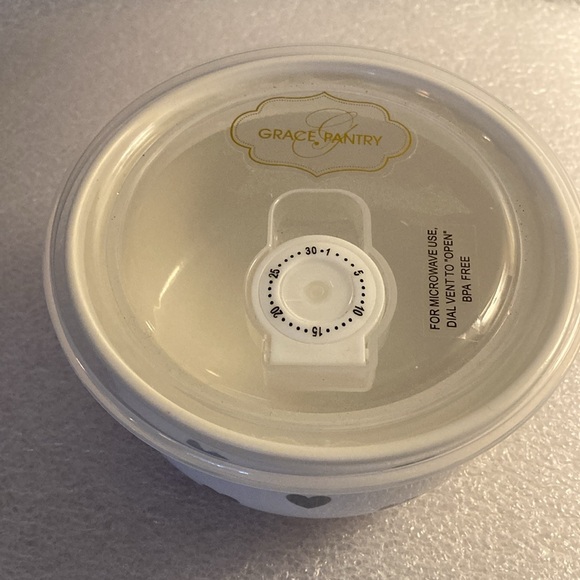 GRACE PANTRY
G
30 1 5 10 15 20 25
FOR MICROWAVE USE,
DIAL VENT TO "OPEN"
BPA FREE